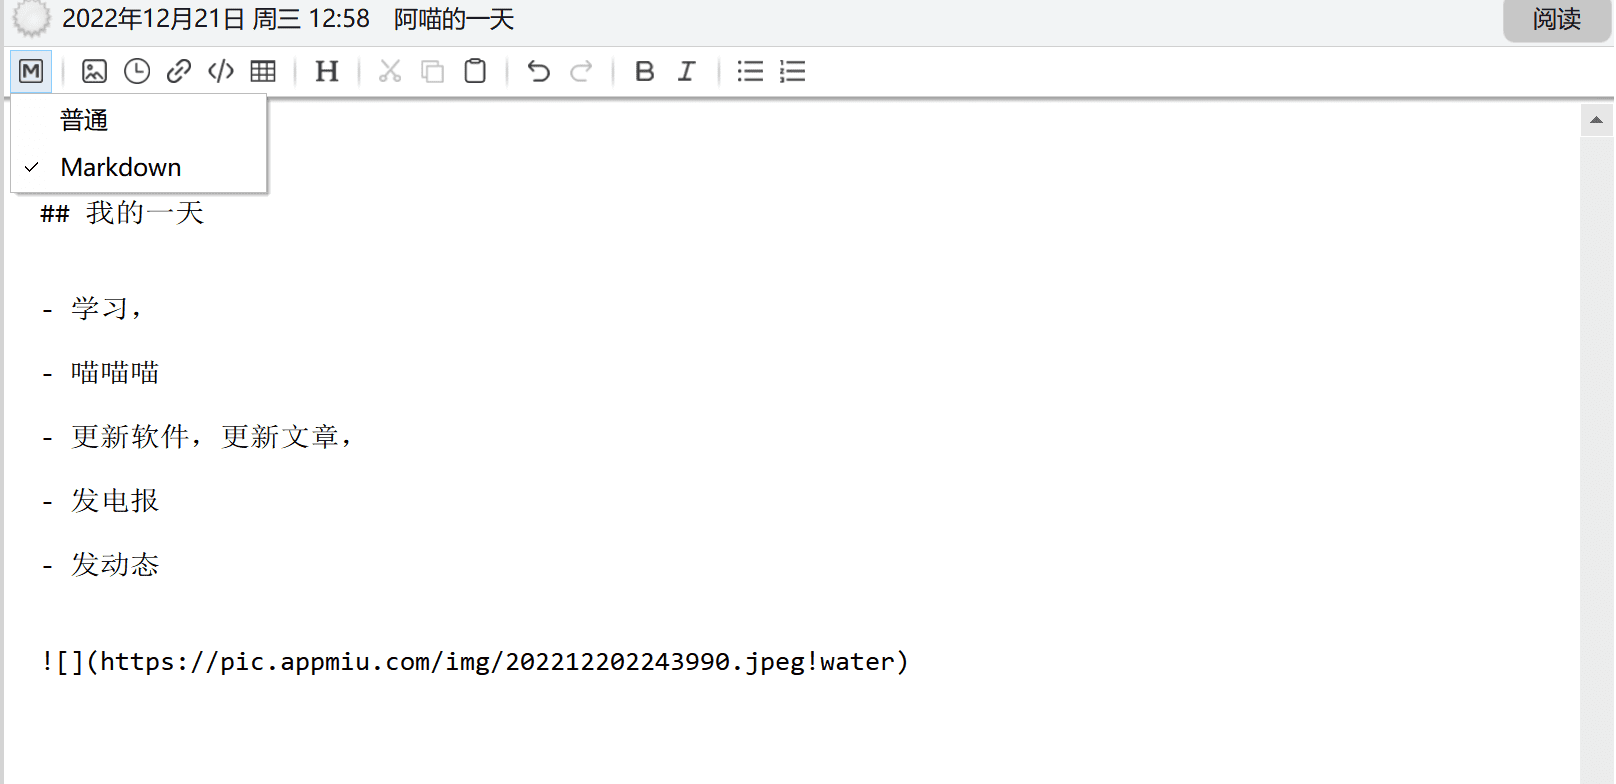 2022年12月21日 周三 12:58 阿喵的一天
阅读
M
H
B I
普通
Markdown
## 我的一天
- 学习，
- 喵喵喵
- 更新软件，更新文章，
- 发电报
- 发动态
![](https://pic.appmiu.com/img/202212202243990.jpeg!water)